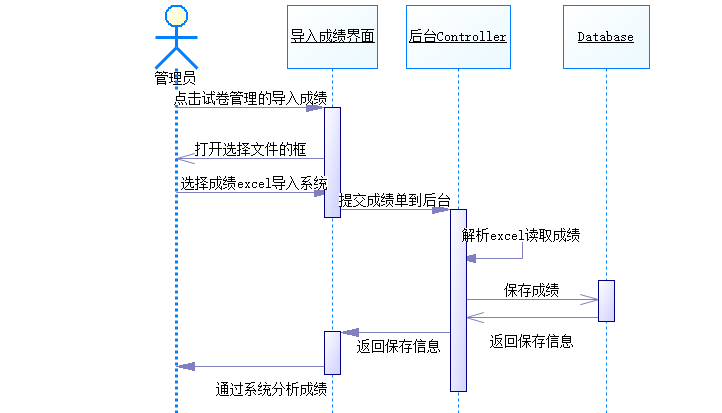 导入成绩界面
后台Controller
Database
管理员
点击试卷管理的导入成绩
打开选择文件的框
选择成绩excel导入系统
提交成绩单到后台
解析excel读取成绩
保存成绩
返回保存信息
返回保存信息
通过系统分析成绩